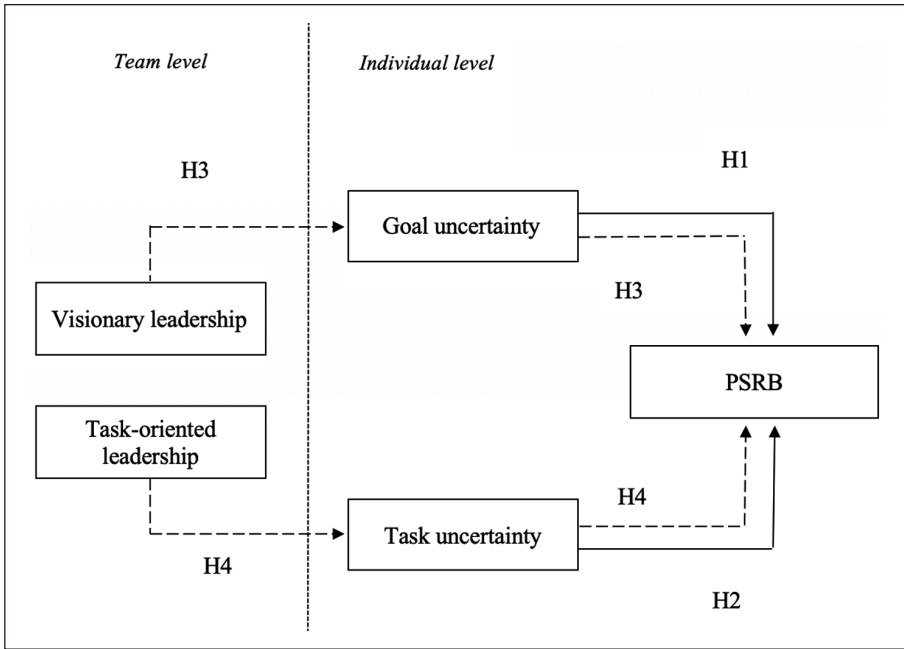 Team level
Individual level
H3
H1
Goal uncertainty
H3
Visionary leadership
PSRB
Task-oriented
leadership
H4
Task uncertainty
H4
H2